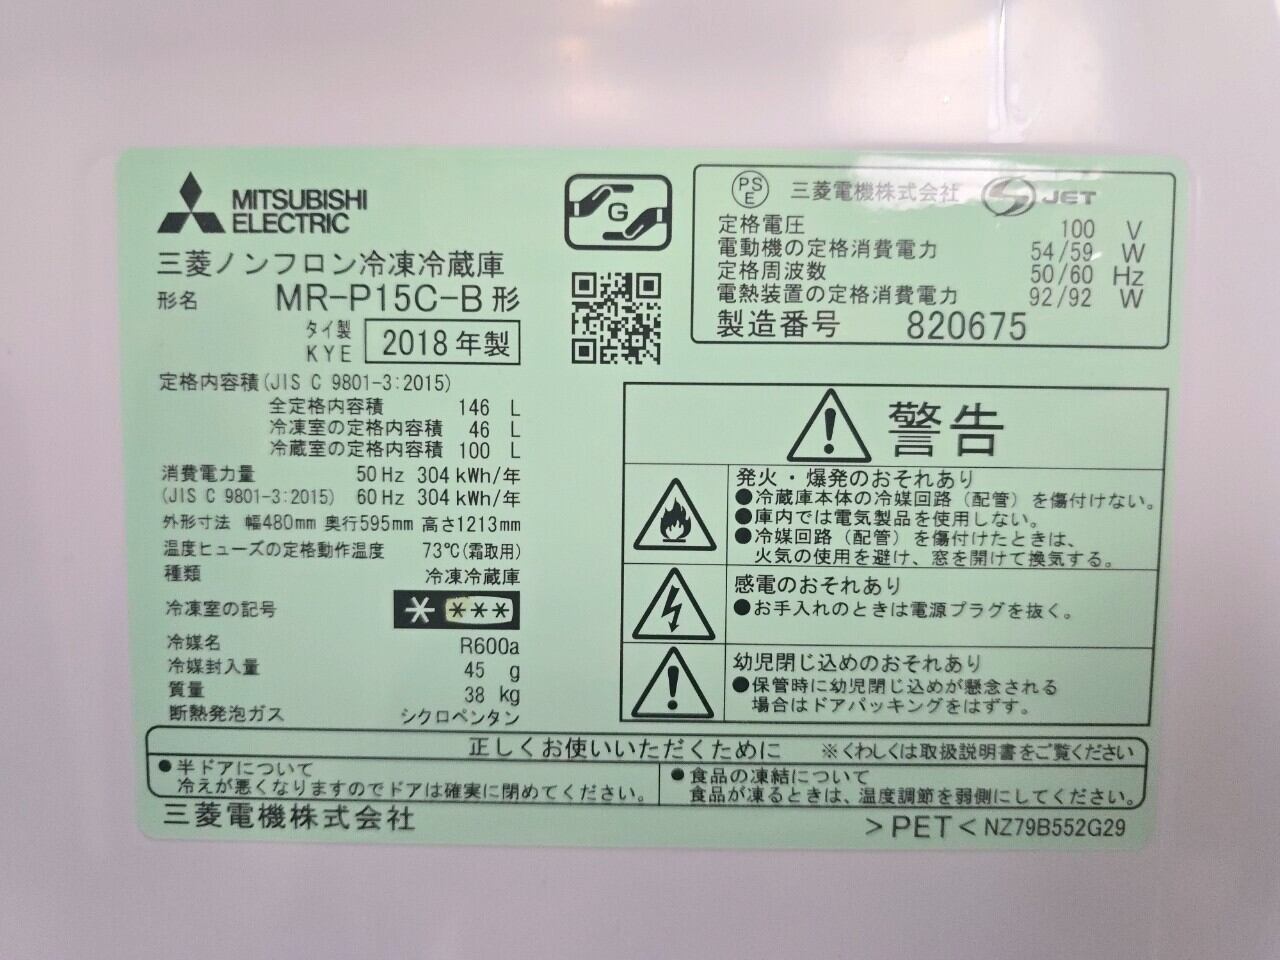 MITSUBISHI
ELECTRIC
三菱ノンフロン冷凍冷蔵庫
形名 MR-P15C-B 形
タイ製
KYE 2018 年製
定格内容積 (JIS C 9801-3:2015)
全定格内容積 146 L
冷凍室の定格内容積 46 L
冷蔵室の定格内容積 100 L
消費電力量 50 Hz 304 kWh/年
(JIS C 9801-3:2015) 60 Hz 304 kWh/年
外形寸法 幅480mm 奥行595mm 高さ1213mm
温度ヒューズの定格動作温度 73℃(霜取用)
種類 冷凍冷蔵庫
冷凍室の記号
冷媒名 R600a
冷媒封入量 45 g
質量 38 kg
断熱発泡ガス シクロペンタン
G
PS
E 三菱電機株式会社 JET
定格電圧 100 V
電動機の定格消費電力 54/59 W
定格周波数 50/60 Hz
電熱装置の定格消費電力 92/92 W
製造番号 820675
警告
発火・爆発のおそれあり
●冷蔵庫本体の冷媒回路(配管)を傷付けない。
●庫内では電気製品を使用しない。
●冷媒回路(配管)を傷付けたときは、
火気の使用を避け、窓を開けて換気する。
感電のおそれあり
●お手入れのときは電源プラグを抜く。
幼児閉じ込めのおそれあり
●保管時に幼児閉じ込めが懸念される
場合はドアパッキングをはずす。
正しくお使いいただくために ※くわしくは取扱説明書をご覧ください
●半ドアについて
冷えが悪くなりますのでドアは確実に閉めてください。
●食品の凍結について
食品が凍るときは、温度調節を弱側にしてください。
三菱電機株式会社
>PET< NZ79B552G29